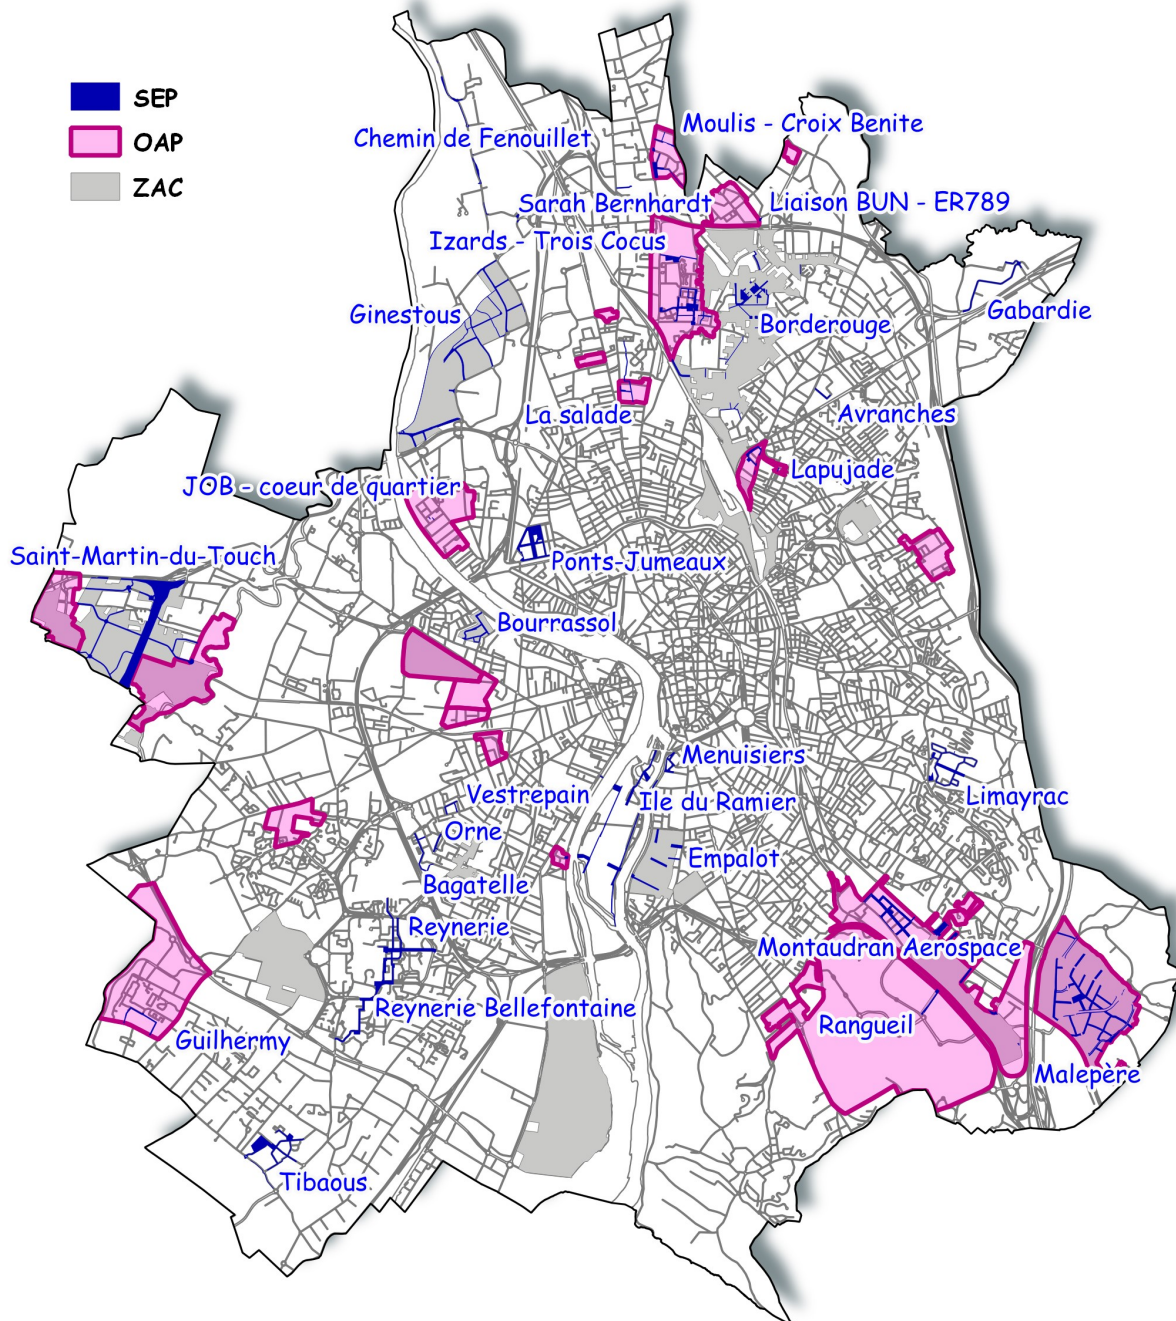 SEP
OAP
ZAC
Chemin de Fenouillet
Moulis - Croix Benite
Sarah Bernhardt
Liaison BUN - ER789
Izards - Trois Cocus
Ginestous
Borderouge
Gabardie
La salade
Avranches
Lapujade
JOB - coeur de quartier
Saint-Martin-du-Touch
Ponts-Jumeaux
Bourrassol
Menuisiers
Vestrepain
Ile du Ramier
Limayrac
Orne
Empalot
Bagatelle
Reynerie
Montaudran Aerospace
Reynerie Bellefontaine
Rangueil
Guilhermy
Malepère
Tibaous